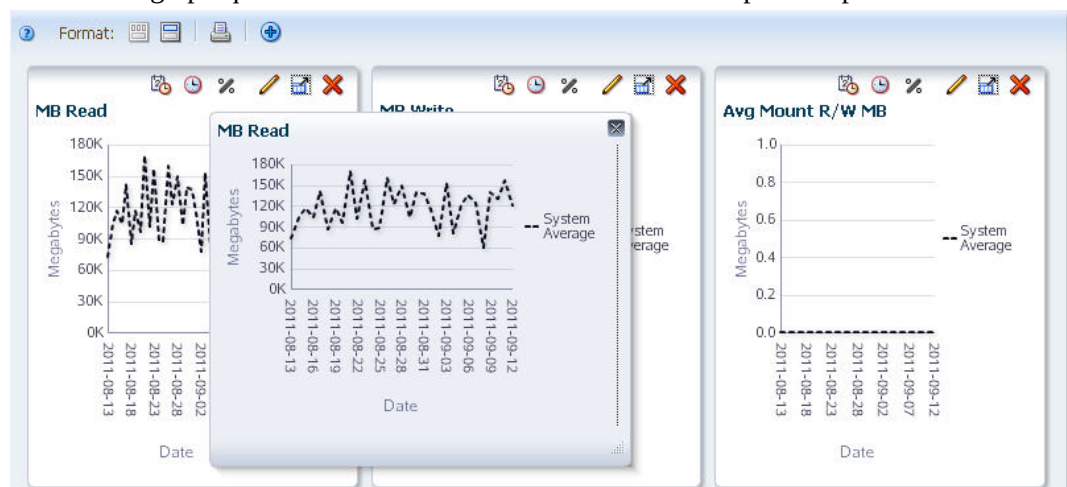 Format:
MB Read
180K
150K
120K
90K
60K
30K
0K
Megabytes
2011-08-13
2011-08-18
2011-08-23
2011-08-28
2011-09-02
Date
MB Write
MB Read
180K
150K
120K
90K
60K
30K
0K
Megabytes
System
Average
2011-08-13
2011-08-16
2011-08-19
2011-08-22
2011-08-25
2011-08-28
2011-08-31
2011-09-03
2011-09-06
2011-09-09
2011-09-12
Date
stem
erage
Avg Mount R/W MB
1.0
0.8
0.6
0.4
0.2
0.0
Megabytes
System
Average
2011-08-13
2011-08-18
2011-08-23
2011-08-28
2011-09-02
2011-09-07
2011-09-12
Date